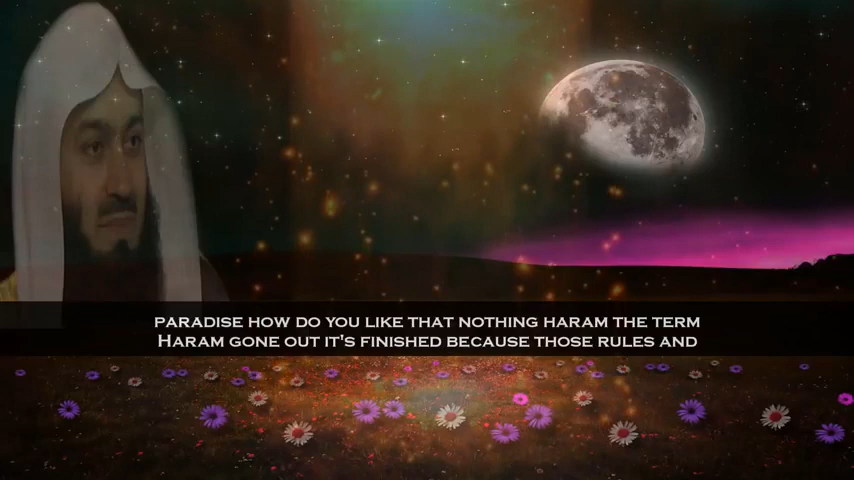 PARADISE HOW DO YOU LIKE THAT NOTHING HARAM THE TERM
HARAM GONE OUT IT'S FINISHED BECAUSE THOSE RULES AND